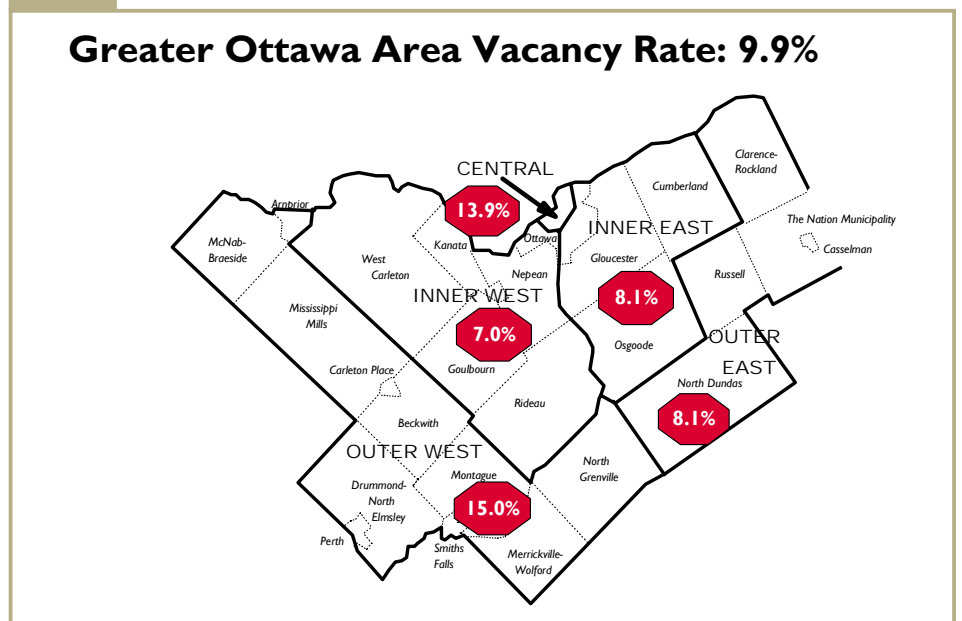 Greater Ottawa Area Vacancy Rate: 9.9%
CENTRAL
13.9%
Arnprior
McNab-
Braeside
West
Carleton
Kanata
Ottawa
Nepean
INNER EAST
Gloucester
Cumberland
Clarence-
Rockland
The Nation Municipality
Casselman
Russell
8.1%
INNER WEST
7.0%
Mississippi
Mills
Carleton Place
Goulbourn
Osgoode
OUTER
EAST
North Dundas
8.1%
Rideau
Beckwith
OUTER WEST
Montague
15.0%
Drummond-
North
Elmsley
Perth
Smiths
Falls
North
Grenville
Merrickville-
Wolford